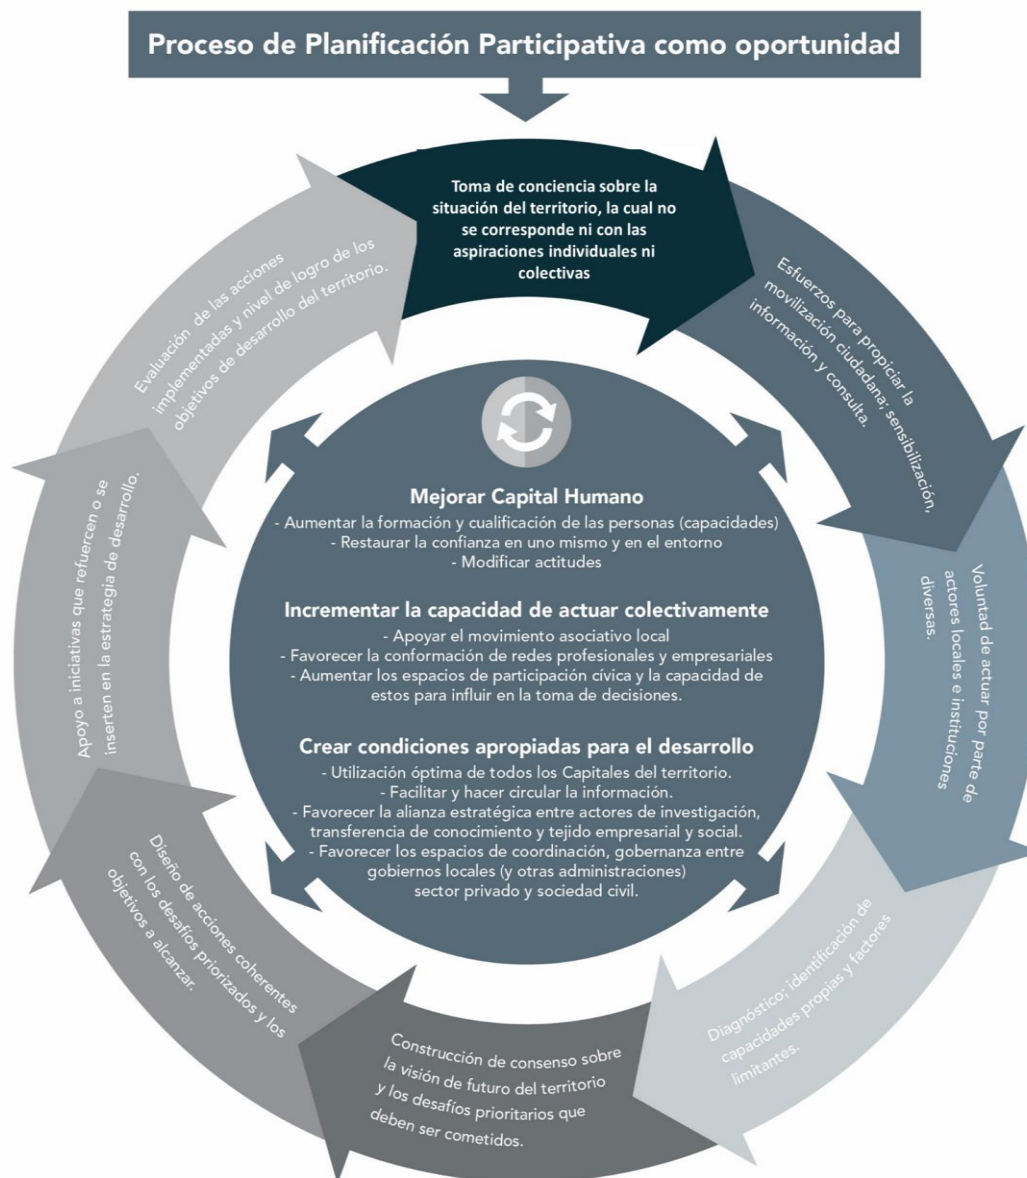 Proceso de Planificación Participativa como oportunidad
Toma de conciencia sobre la
situación del territorio, la cual no
se corresponde ni con las
aspiraciones individuales ni
colectivas
Esfuerzos para propiciar la
movilización ciudadana; sensibilización,
información y consulta.
Voluntad de actuar por parte de
actores locales e instituciones
diversas.
Diagnóstico; identificación de
capacidades propias y factores
limitantes.
Construcción de consenso sobre
la visión de futuro del territorio
y los desafíos prioritarios que
deben ser cometidos.
Diseño de acciones coherentes
con los desafíos priorizados y los
objetivos a alcanzar.
Apoyo a iniciativas que refuercen o se
inserten en la estrategia de desarrollo.
Evaluación de las acciones
implementadas y nivel de logro de los
objetivos de desarrollo del territorio.
Mejorar Capital Humano
- Aumentar la formación y cualificación de las personas (capacidades)
- Restaurar la confianza en uno mismo y en el entorno
- Modificar actitudes
Incrementar la capacidad de actuar colectivamente
- Apoyar el movimiento asociativo local
- Favorecer la conformación de redes profesionales y empresariales
- Aumentar los espacios de participación cívica y la capacidad de
estos para influir en la toma de decisiones.
Crear condiciones apropiadas para el desarrollo
- Utilización óptima de todos los Capitales del territorio.
- Facilitar y hacer circular la información.
- Favorecer la alianza estratégica entre actores de investigación,
transferencia de conocimiento y tejido empresarial y social.
- Favorecer los espacios de coordinación, gobernanza entre
gobiernos locales (y otras administraciones)
sector privado y sociedad civil.